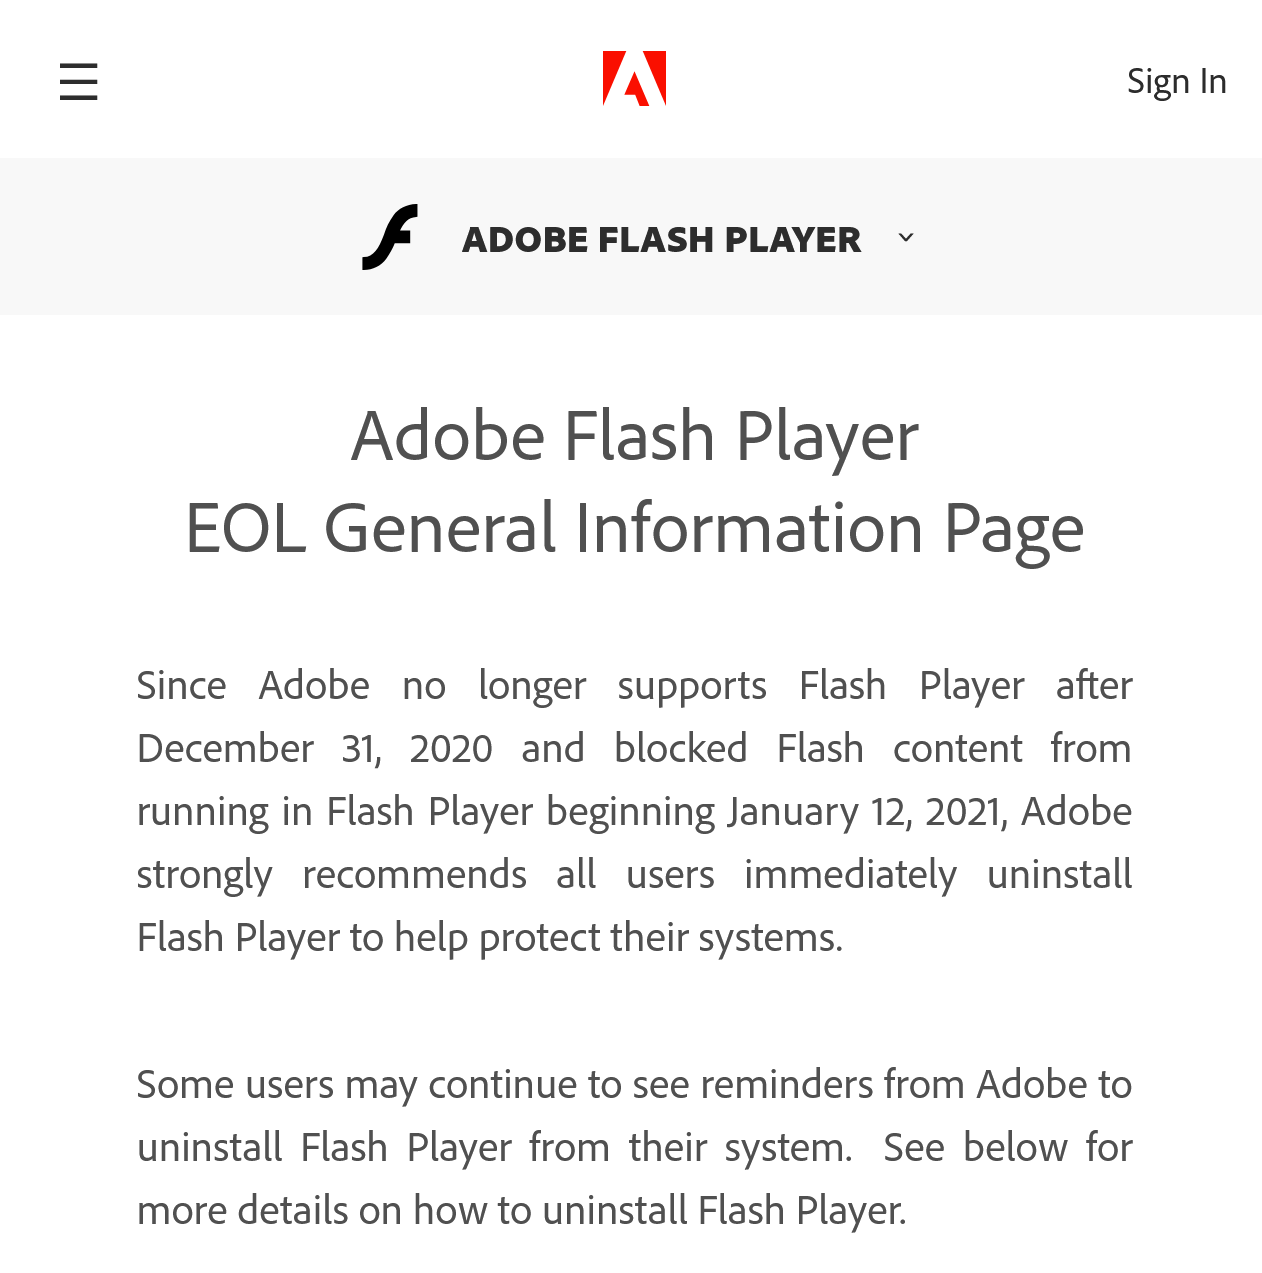 Sign In
ADOBE FLASH PLAYER
Adobe Flash Player
EOL General Information Page
Since Adobe no longer supports Flash Player after
December 31, 2020 and blocked Flash content from
running in Flash Player beginning January 12, 2021, Adobe
strongly recommends all users immediately uninstall
Flash Player to help protect their systems.
Some users may continue to see reminders from Adobe to
uninstall Flash Player from their system.  See below for
more details on how to uninstall Flash Player.